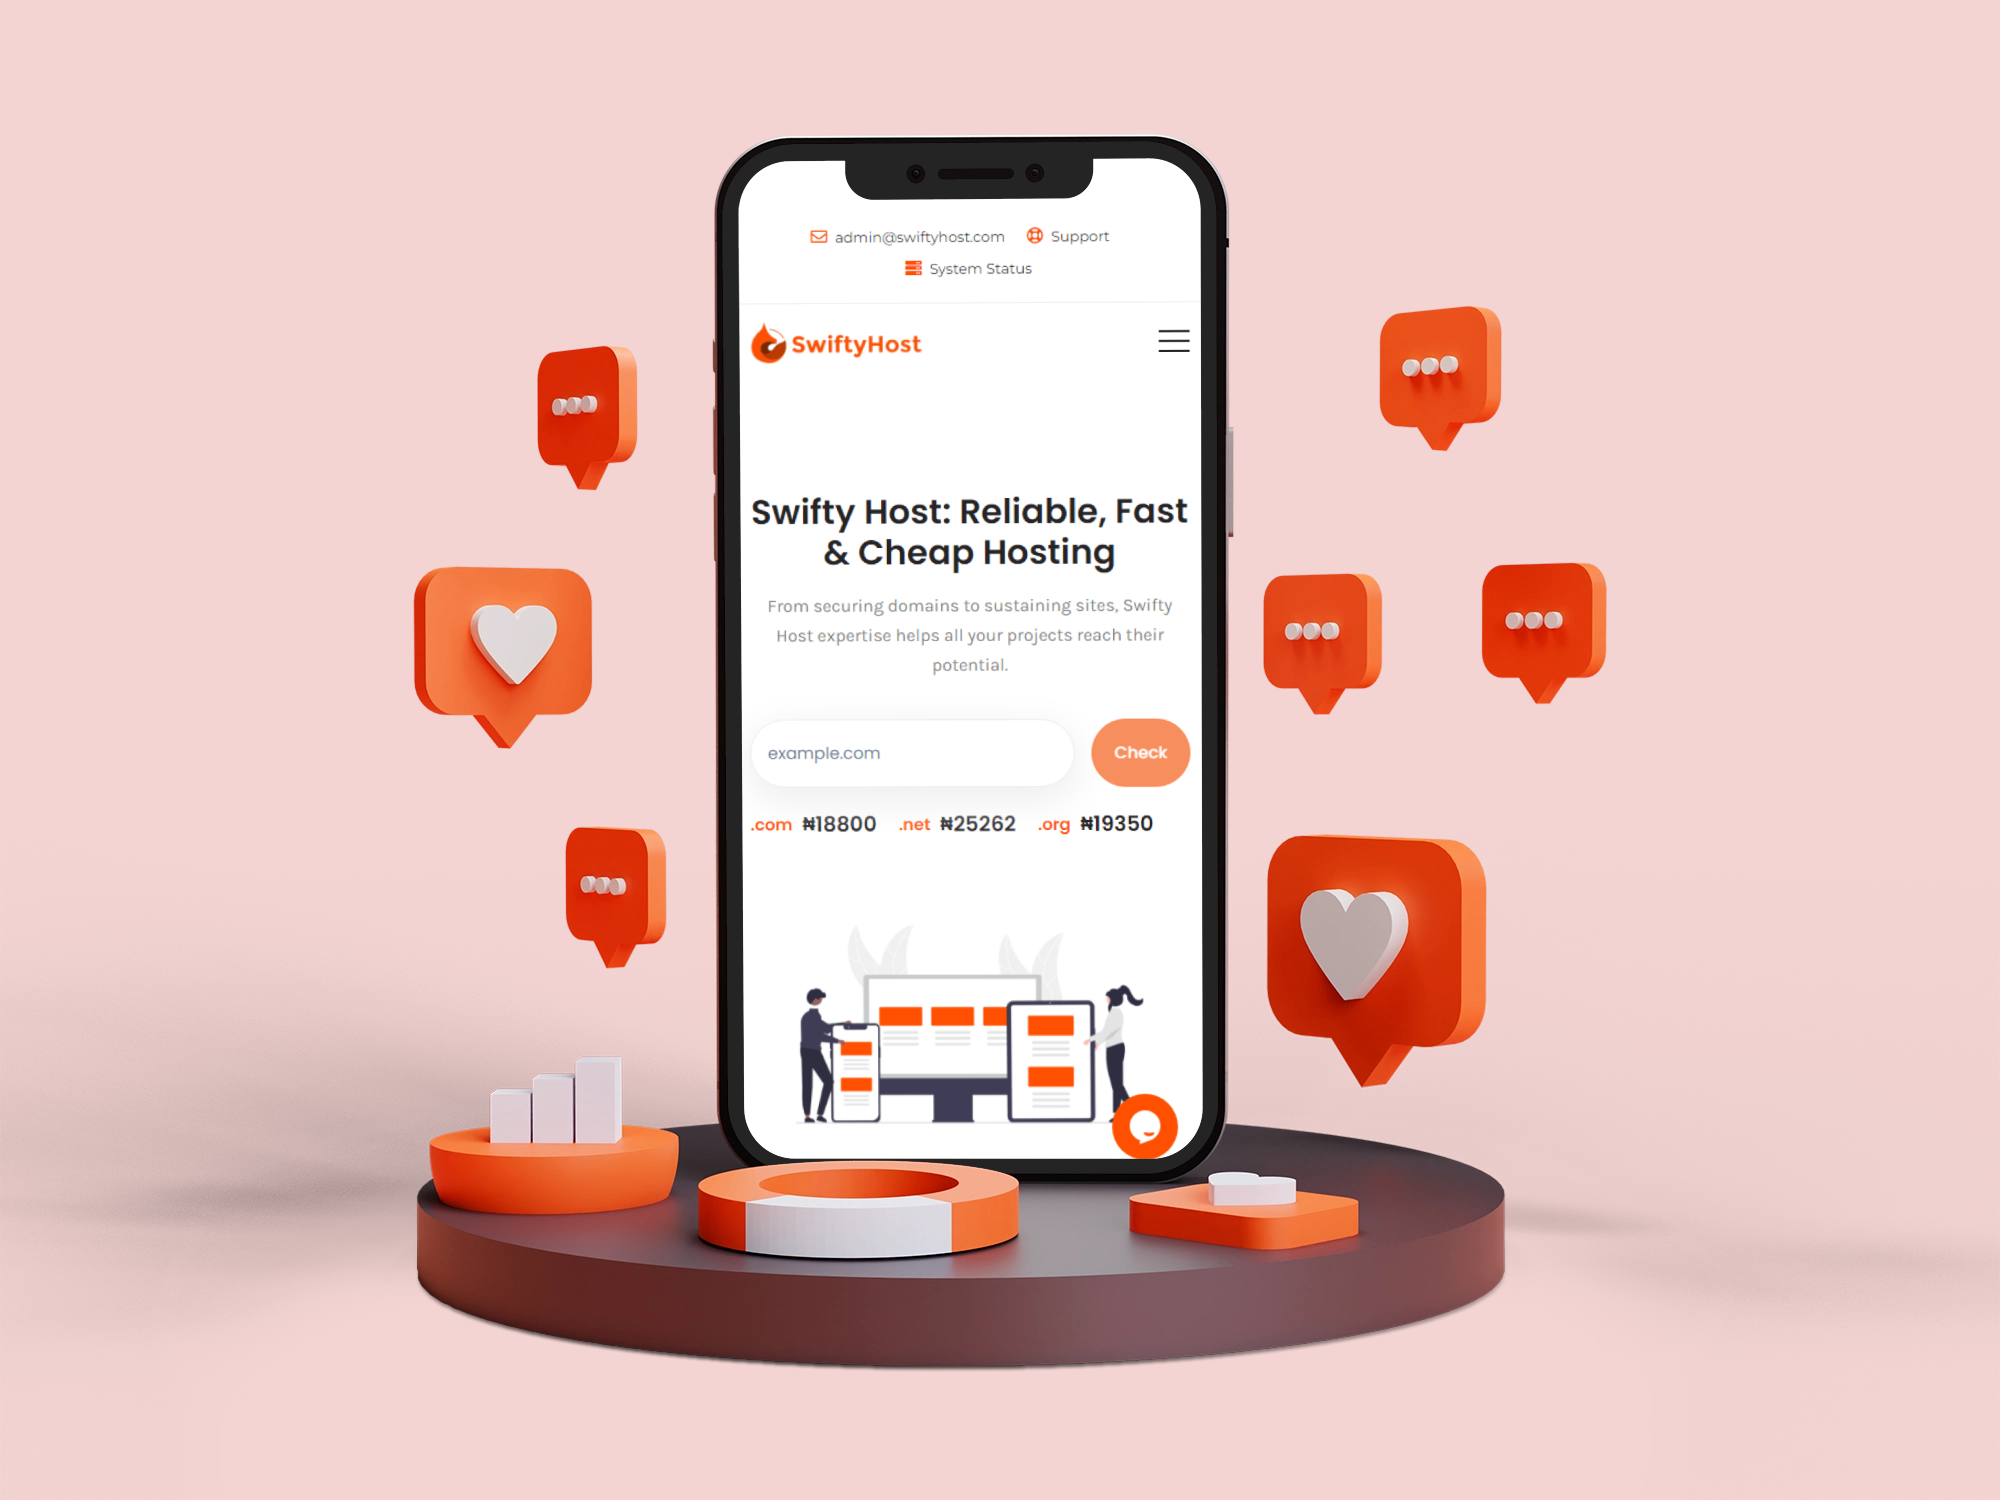 admin@swiftyhost.com Support
System Status
SwiftyHost
Swifty Host: Reliable, Fast
& Cheap Hosting
From securing domains to sustaining sites, Swifty
Host expertise helps all your projects reach their
potential.
example.com Check
.com ₦18800 .net ₦25262 .org ₦19350